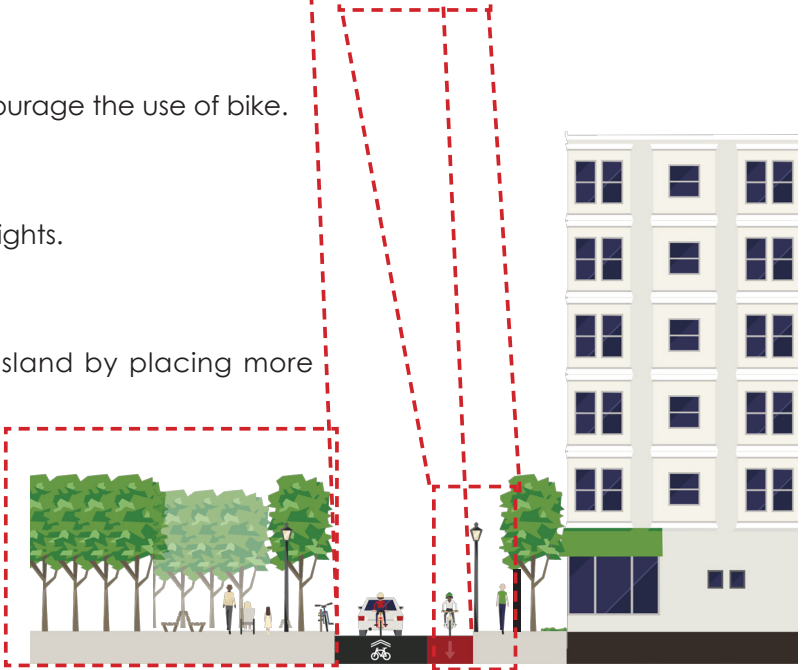 ourage the use of bike.
ights.
sland by placing more